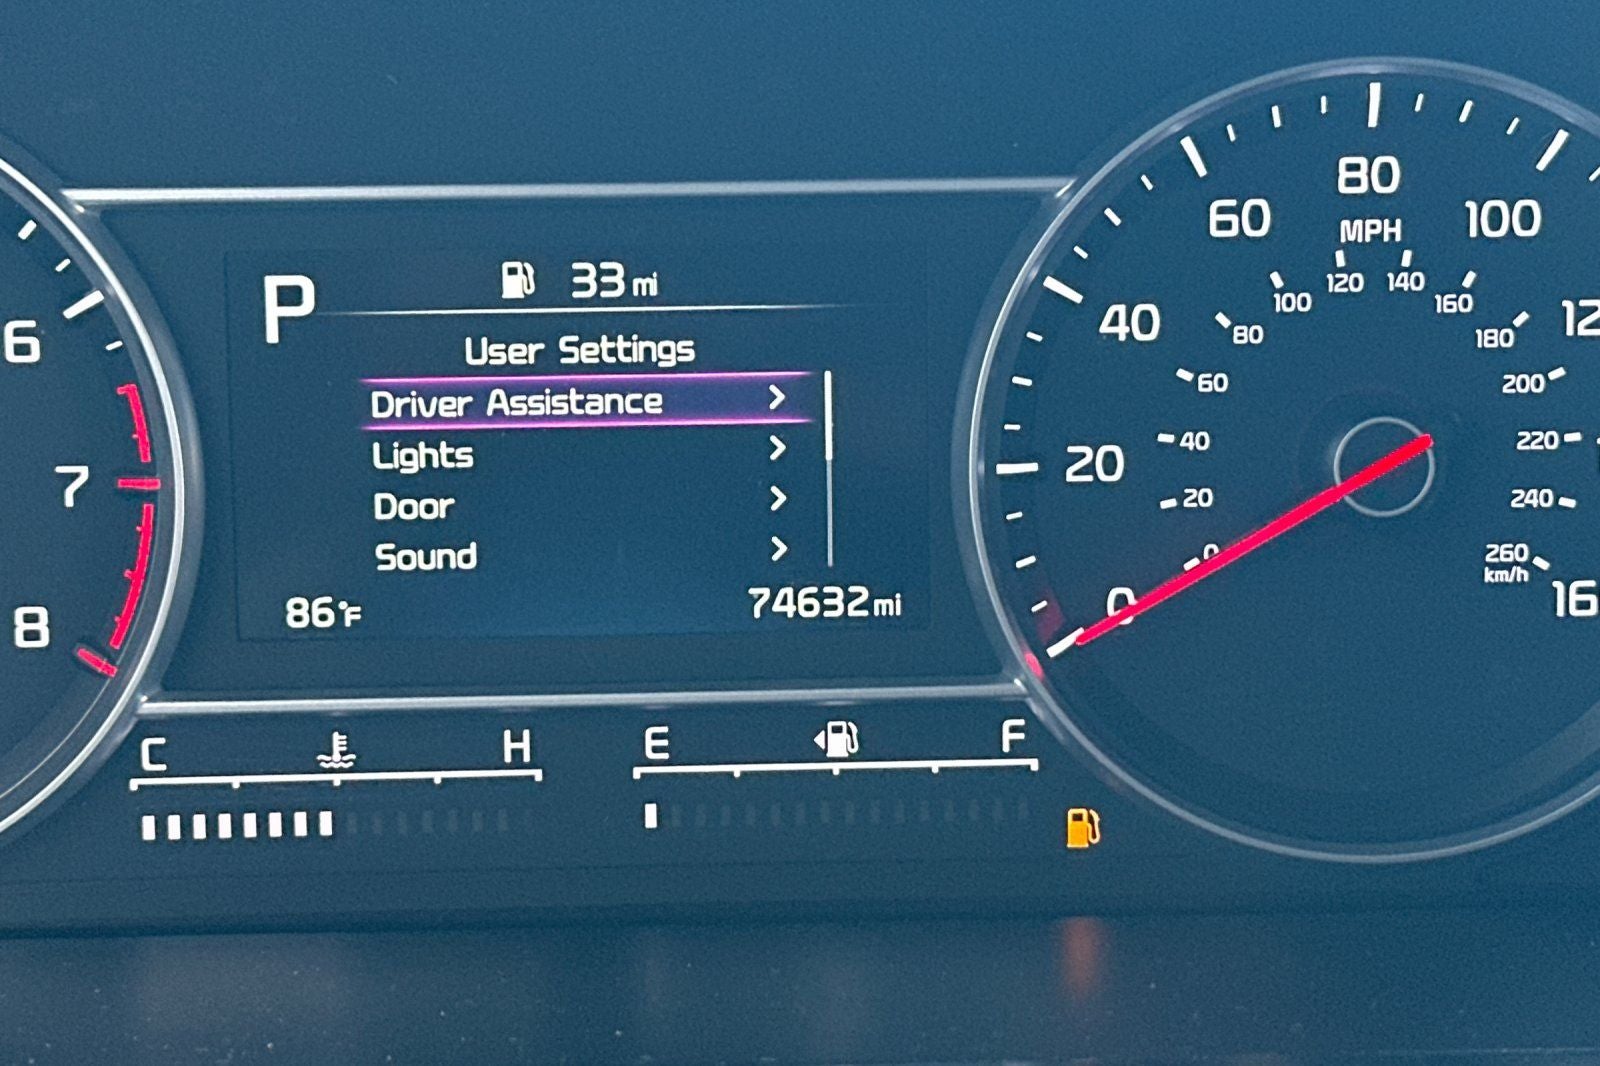 6
7
8
P
33 mi
User Settings
Driver Assistance
Lights
Door
Sound
86°F
74632 mi
C H
E F
0
20
40
60
80
100
16
MPH
0
20
40
60
80
100
120
140
160
180
200
220
240
260
km/h